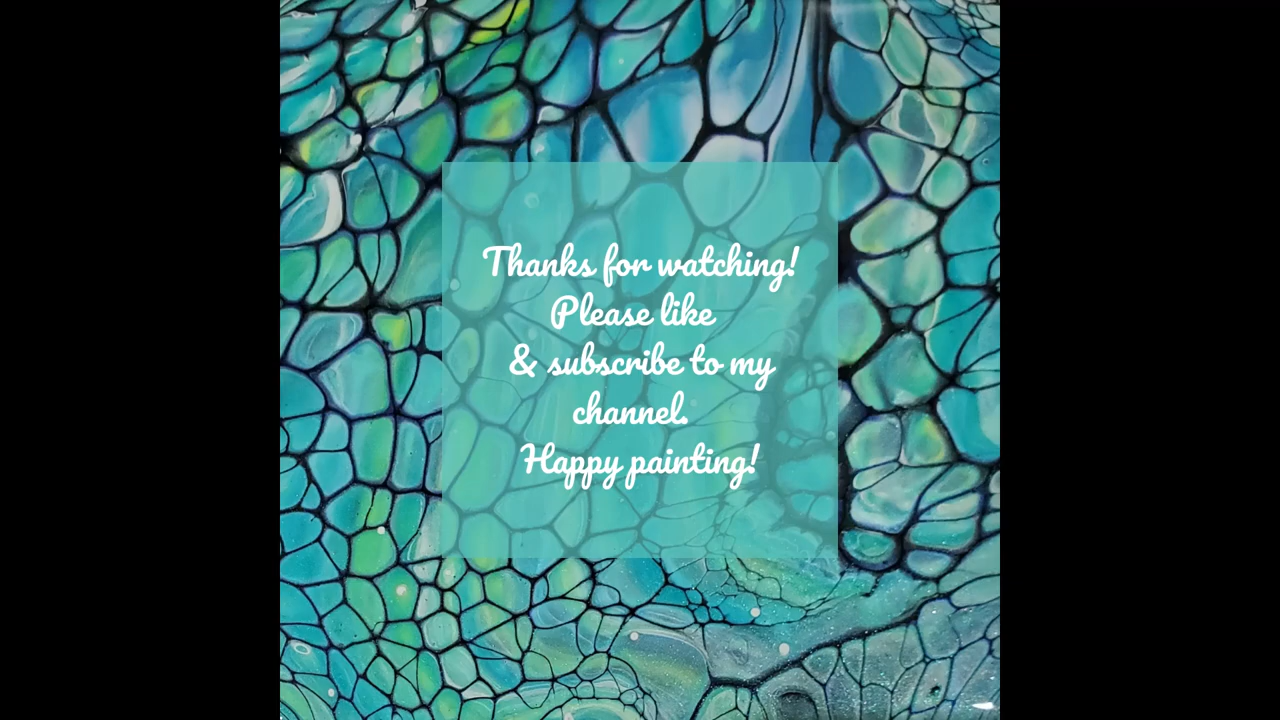 Thanks for watching!
Please like
& subscribe to my
channel.
Happy painting!